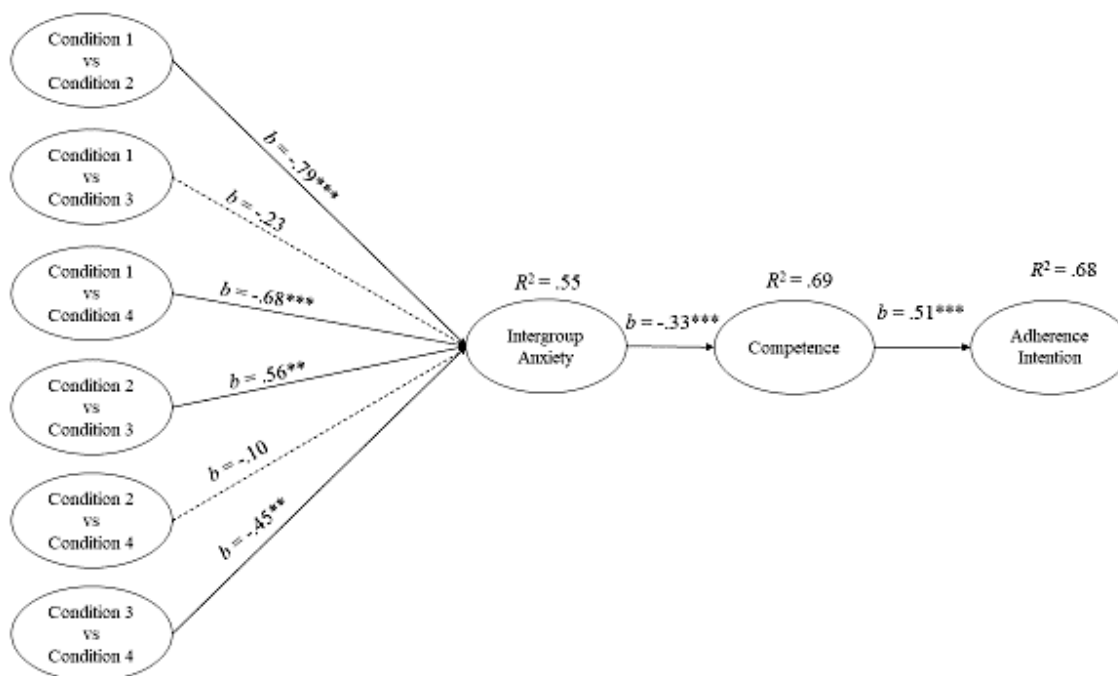 Condition 1
vs
Condition 2
b = -.79***
Condition 1
vs
Condition 3
b = -.23
Condition 1
vs
Condition 4
b = -.68***
Condition 2
vs
Condition 3
b = .56**
Condition 2
vs
Condition 4
b = -.10
Condition 3
vs
Condition 4
b = -.45**
R² = .55
Intergroup
Anxiety
b = -.33***
R² = .69
Competence
b = .51***
R² = .68
Adherence
Intention